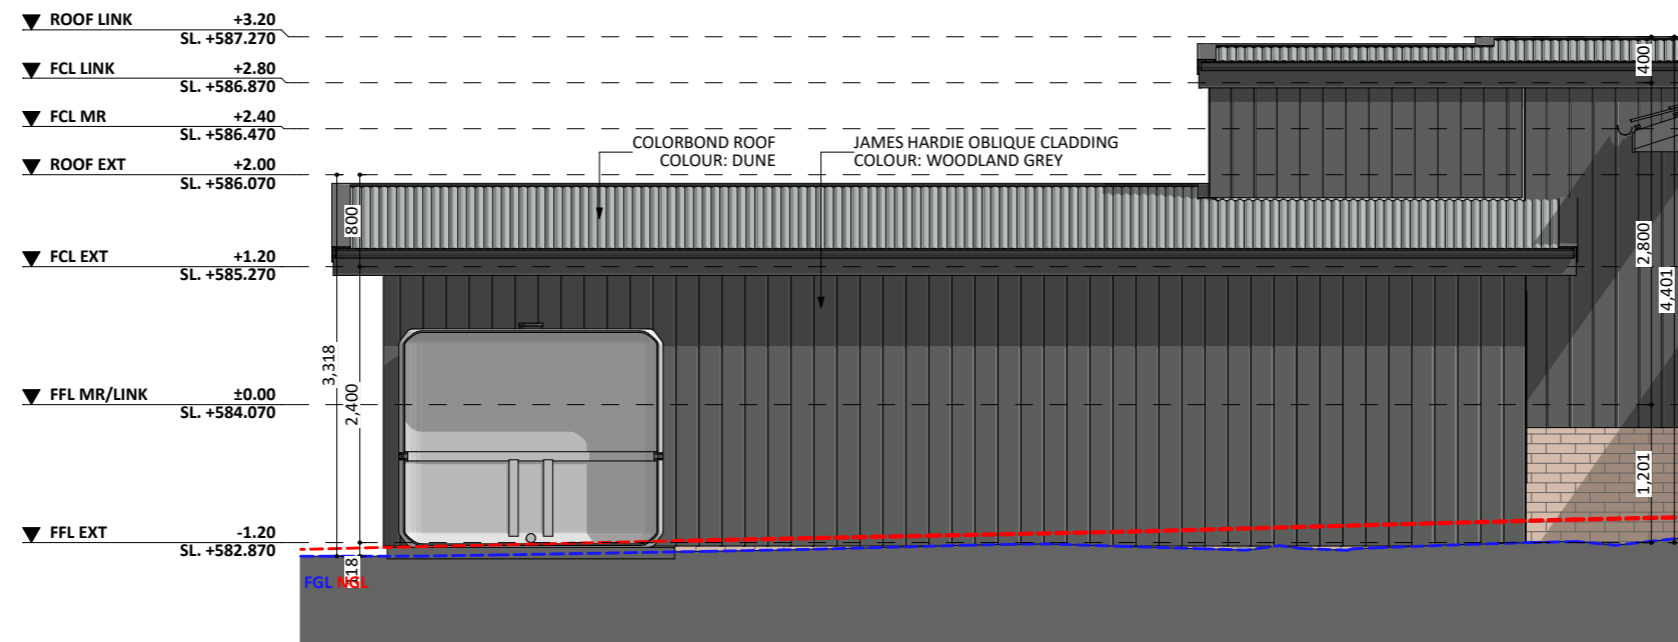 ROOF LINK +3.20
SL. +587.270
FCL LINK +2.80
SL. +586.870
FCL MR +2.40
SL. +586.470
ROOF EXT +2.00
SL. +586.070
FCL EXT +1.20
SL. +585.270
FFL MR/LINK ±0.00
SL. +584.070
FFL EXT -1.20
SL. +582.870
COLORBOND ROOF
COLOUR: DUNE
JAMES HARDIE OBLIQUE CLADDING
COLOUR: WOODLAND GREY
800
3,318
2,400
FGL NGL
400
2,800
4,401
1,201